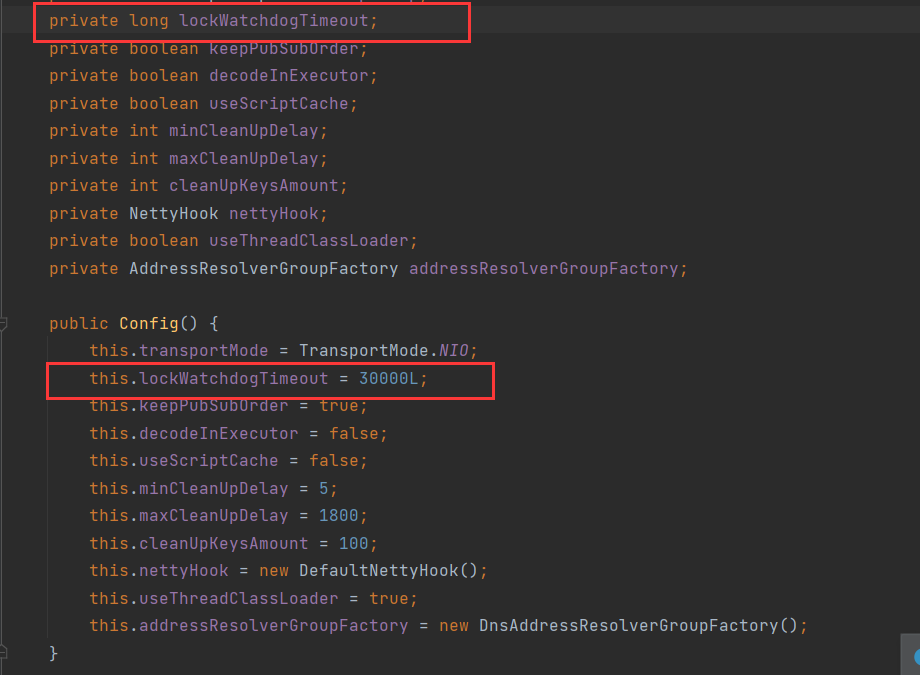 private long lockWatchdogTimeout;
private boolean keepPubSubOrder;
private boolean decodeInExecutor;
private boolean useScriptCache;
private int minCleanUpDelay;
private int maxCleanUpDelay;
private int cleanUpKeysAmount;
private NettyHook nettyHook;
private boolean useThreadClassLoader;
private AddressResolverGroupFactory addressResolverGroupFactory;
public Config() {
this.transportMode = TransportMode.NIO;
this.lockWatchdogTimeout = 30000L;
this.keepPubSubOrder = true;
this.decodeInExecutor = false;
this.useScriptCache = false;
this.minCleanUpDelay = 5;
this.maxCleanUpDelay = 1800;
this.cleanUpKeysAmount = 100;
this.nettyHook = new DefaultNettyHook();
this.useThreadClassLoader = true;
this.addressResolverGroupFactory = new DnsAddressResolverGroupFactory();
}